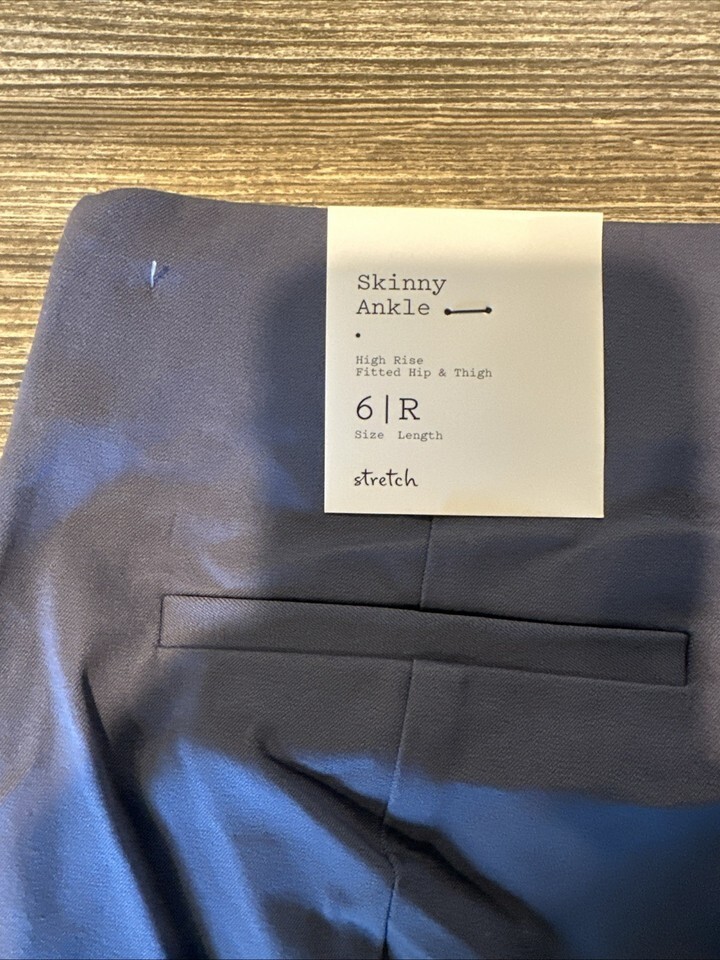 Skinny
Ankle
High Rise
Fitted Hip & Thigh
6|R
Size Length
stretch